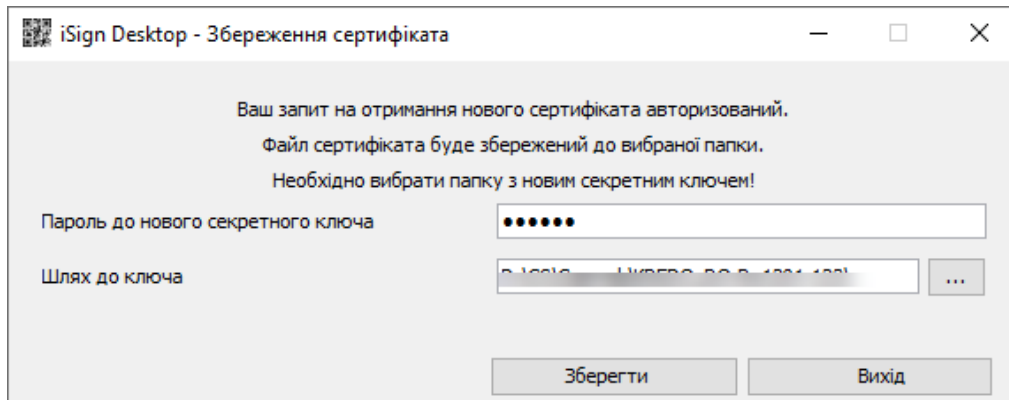 iSign Desktop - Збереження сертифіката
Ваш запит на отримання нового сертифіката авторизований.
Файл сертифіката буде збережений до вибраної папки.
Необхідно вибрати папку з новим секретним ключем!
Пароль до нового секретного ключа ••••••
Шлях до ключа ...
Зберегти Вихід